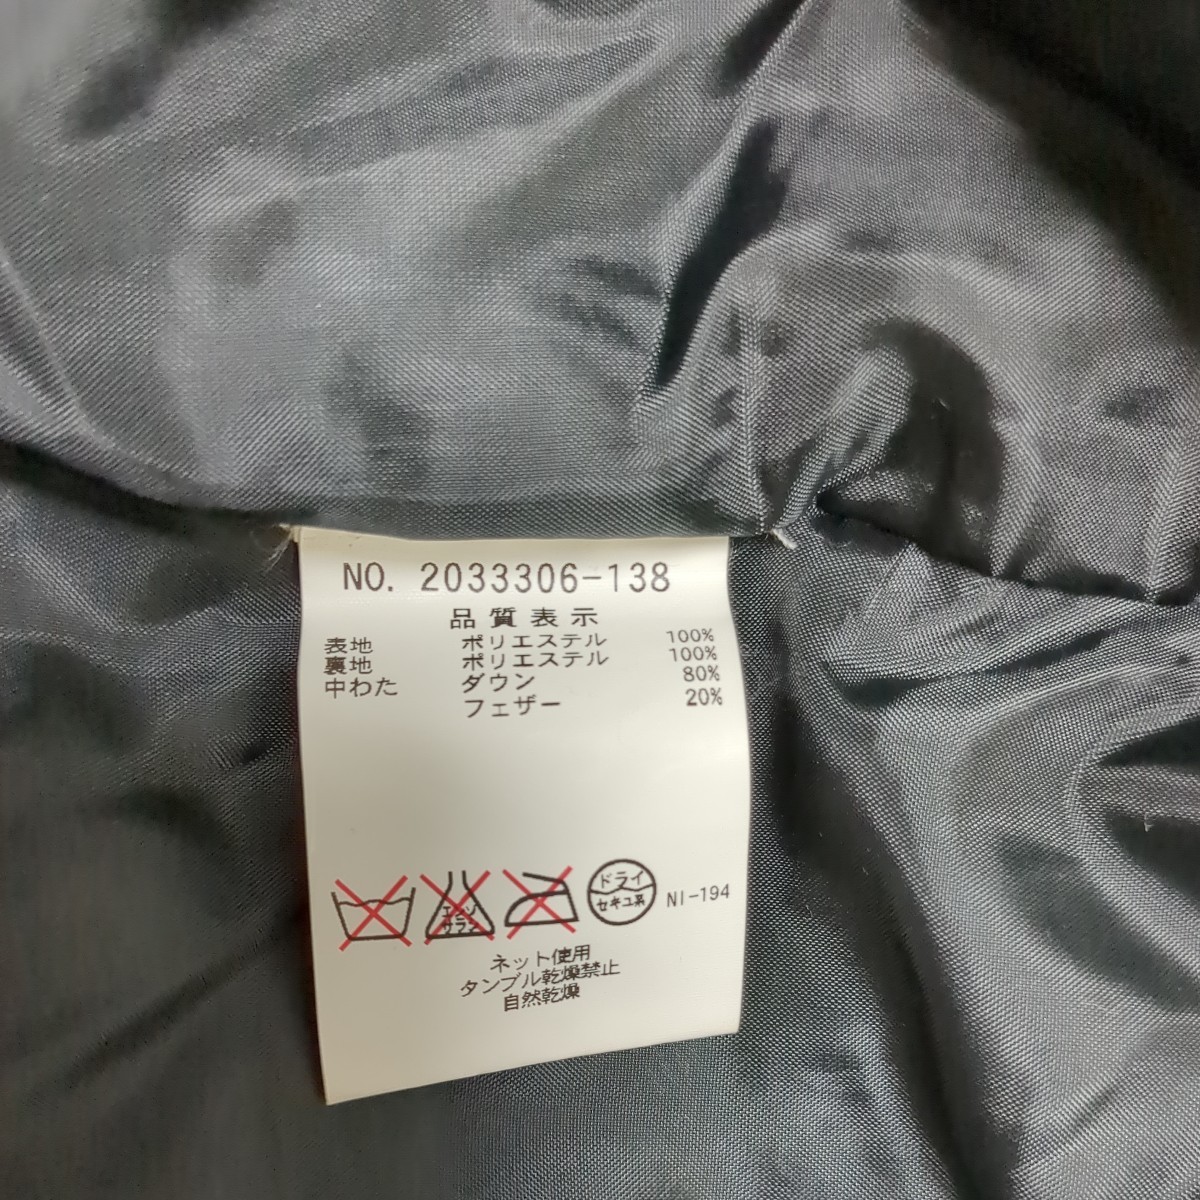 NO. 2033306-138
品質表示
表地 ポリエステル 100%
裏地 ポリエステル 100%
中わた ダウン 80%
フェザー 20%
エンソ サラシ ドライ セキユ系 NI-194
ネット使用
タンブル乾燥禁止
自然乾燥